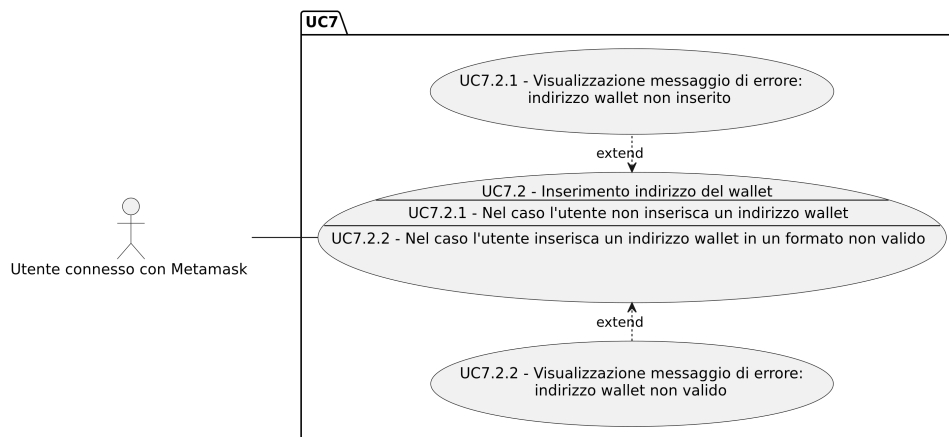 UC7
UC7.2.1 - Visualizzazione messaggio di errore:
indirizzo wallet non inserito
extend
UC7.2 - Inserimento indirizzo del wallet
UC7.2.1 - Nel caso l'utente non inserisca un indirizzo wallet
UC7.2.2 - Nel caso l'utente inserisca un indirizzo wallet in un formato non valido
Utente connesso con Metamask
extend
UC7.2.2 - Visualizzazione messaggio di errore:
indirizzo wallet non valido